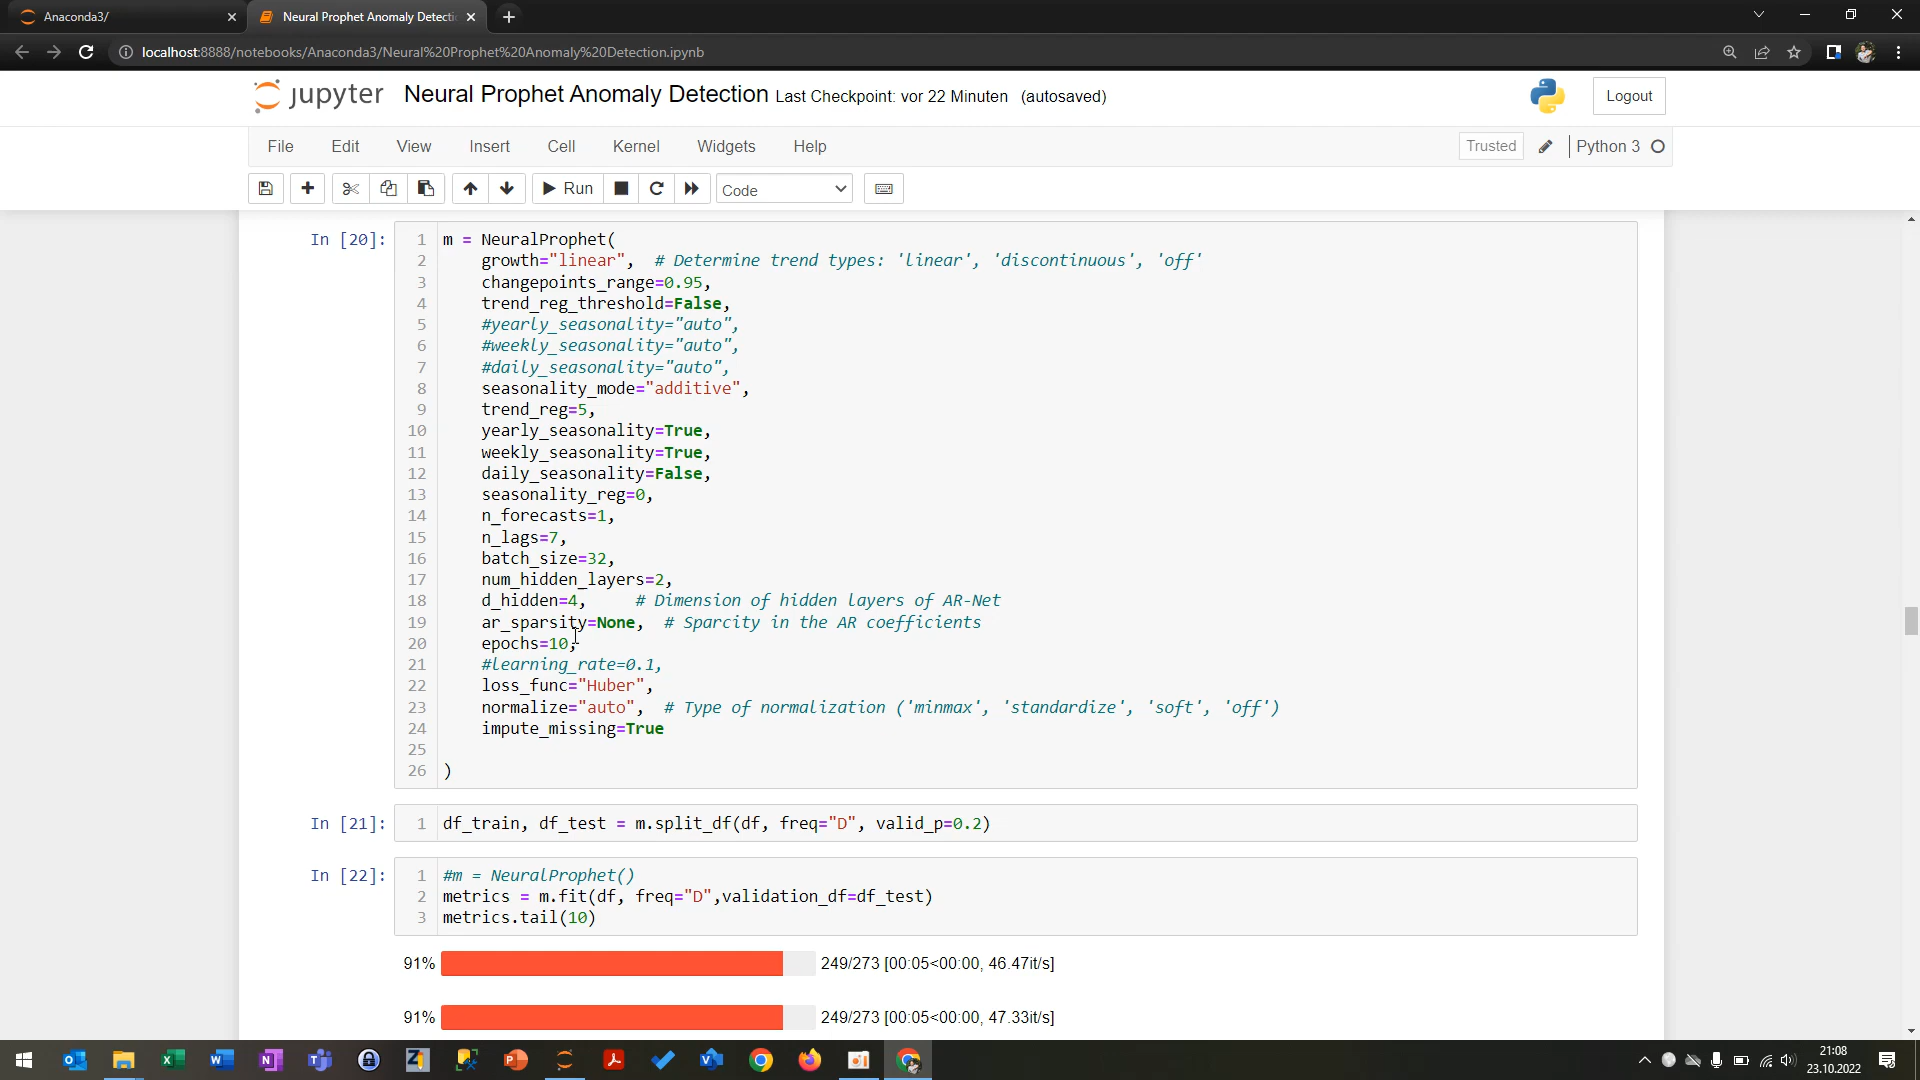 Anaconda3/
Neural Prophet Anomaly Detecti
localhost:8888/notebooks/Anaconda3/Neural%20Prophet%20Anomaly%20Detection.ipynb
jupyter Neural Prophet Anomaly Detection Last Checkpoint: vor 22 Minuten (autosaved)
Logout
File Edit View Insert Cell Kernel Widgets Help
Trusted
Python 3
Run
Code
In [20]:
1 m = NeuralProphet(
2 growth="linear", # Determine trend types: 'linear', 'discontinuous', 'off'
3 changepoints_range=0.95,
4 trend_reg_threshold=False,
5 #yearly_seasonality="auto",
6 #weekly_seasonality="auto",
7 #daily_seasonality="auto",
8 seasonality_mode="additive",
9 trend_reg=5,
10 yearly_seasonality=True,
11 weekly_seasonality=True,
12 daily_seasonality=False,
13 seasonality_reg=0,
14 n_forecasts=1,
15 n_lags=7,
16 batch_size=32,
17 num_hidden_layers=2,
18 d_hidden=4, # Dimension of hidden layers of AR-Net
19 ar_sparsity=None, # Sparcity in the AR coefficients
20 epochs=10,
21 #learning_rate=0.1,
22 loss_func="Huber",
23 normalize="auto", # Type of normalization ('minmax', 'standardize', 'soft', 'off')
24 impute_missing=True
25
26 )
In [21]:
1 df_train, df_test = m.split_df(df, freq="D", valid_p=0.2)
In [22]:
1 #m = NeuralProphet()
2 metrics = m.fit(df, freq="D",validation_df=df_test)
3 metrics.tail(10)
91% 249/273 [00:05<00:00, 46.47it/s]
91% 249/273 [00:05<00:00, 47.33it/s]
21:08
23.10.2022